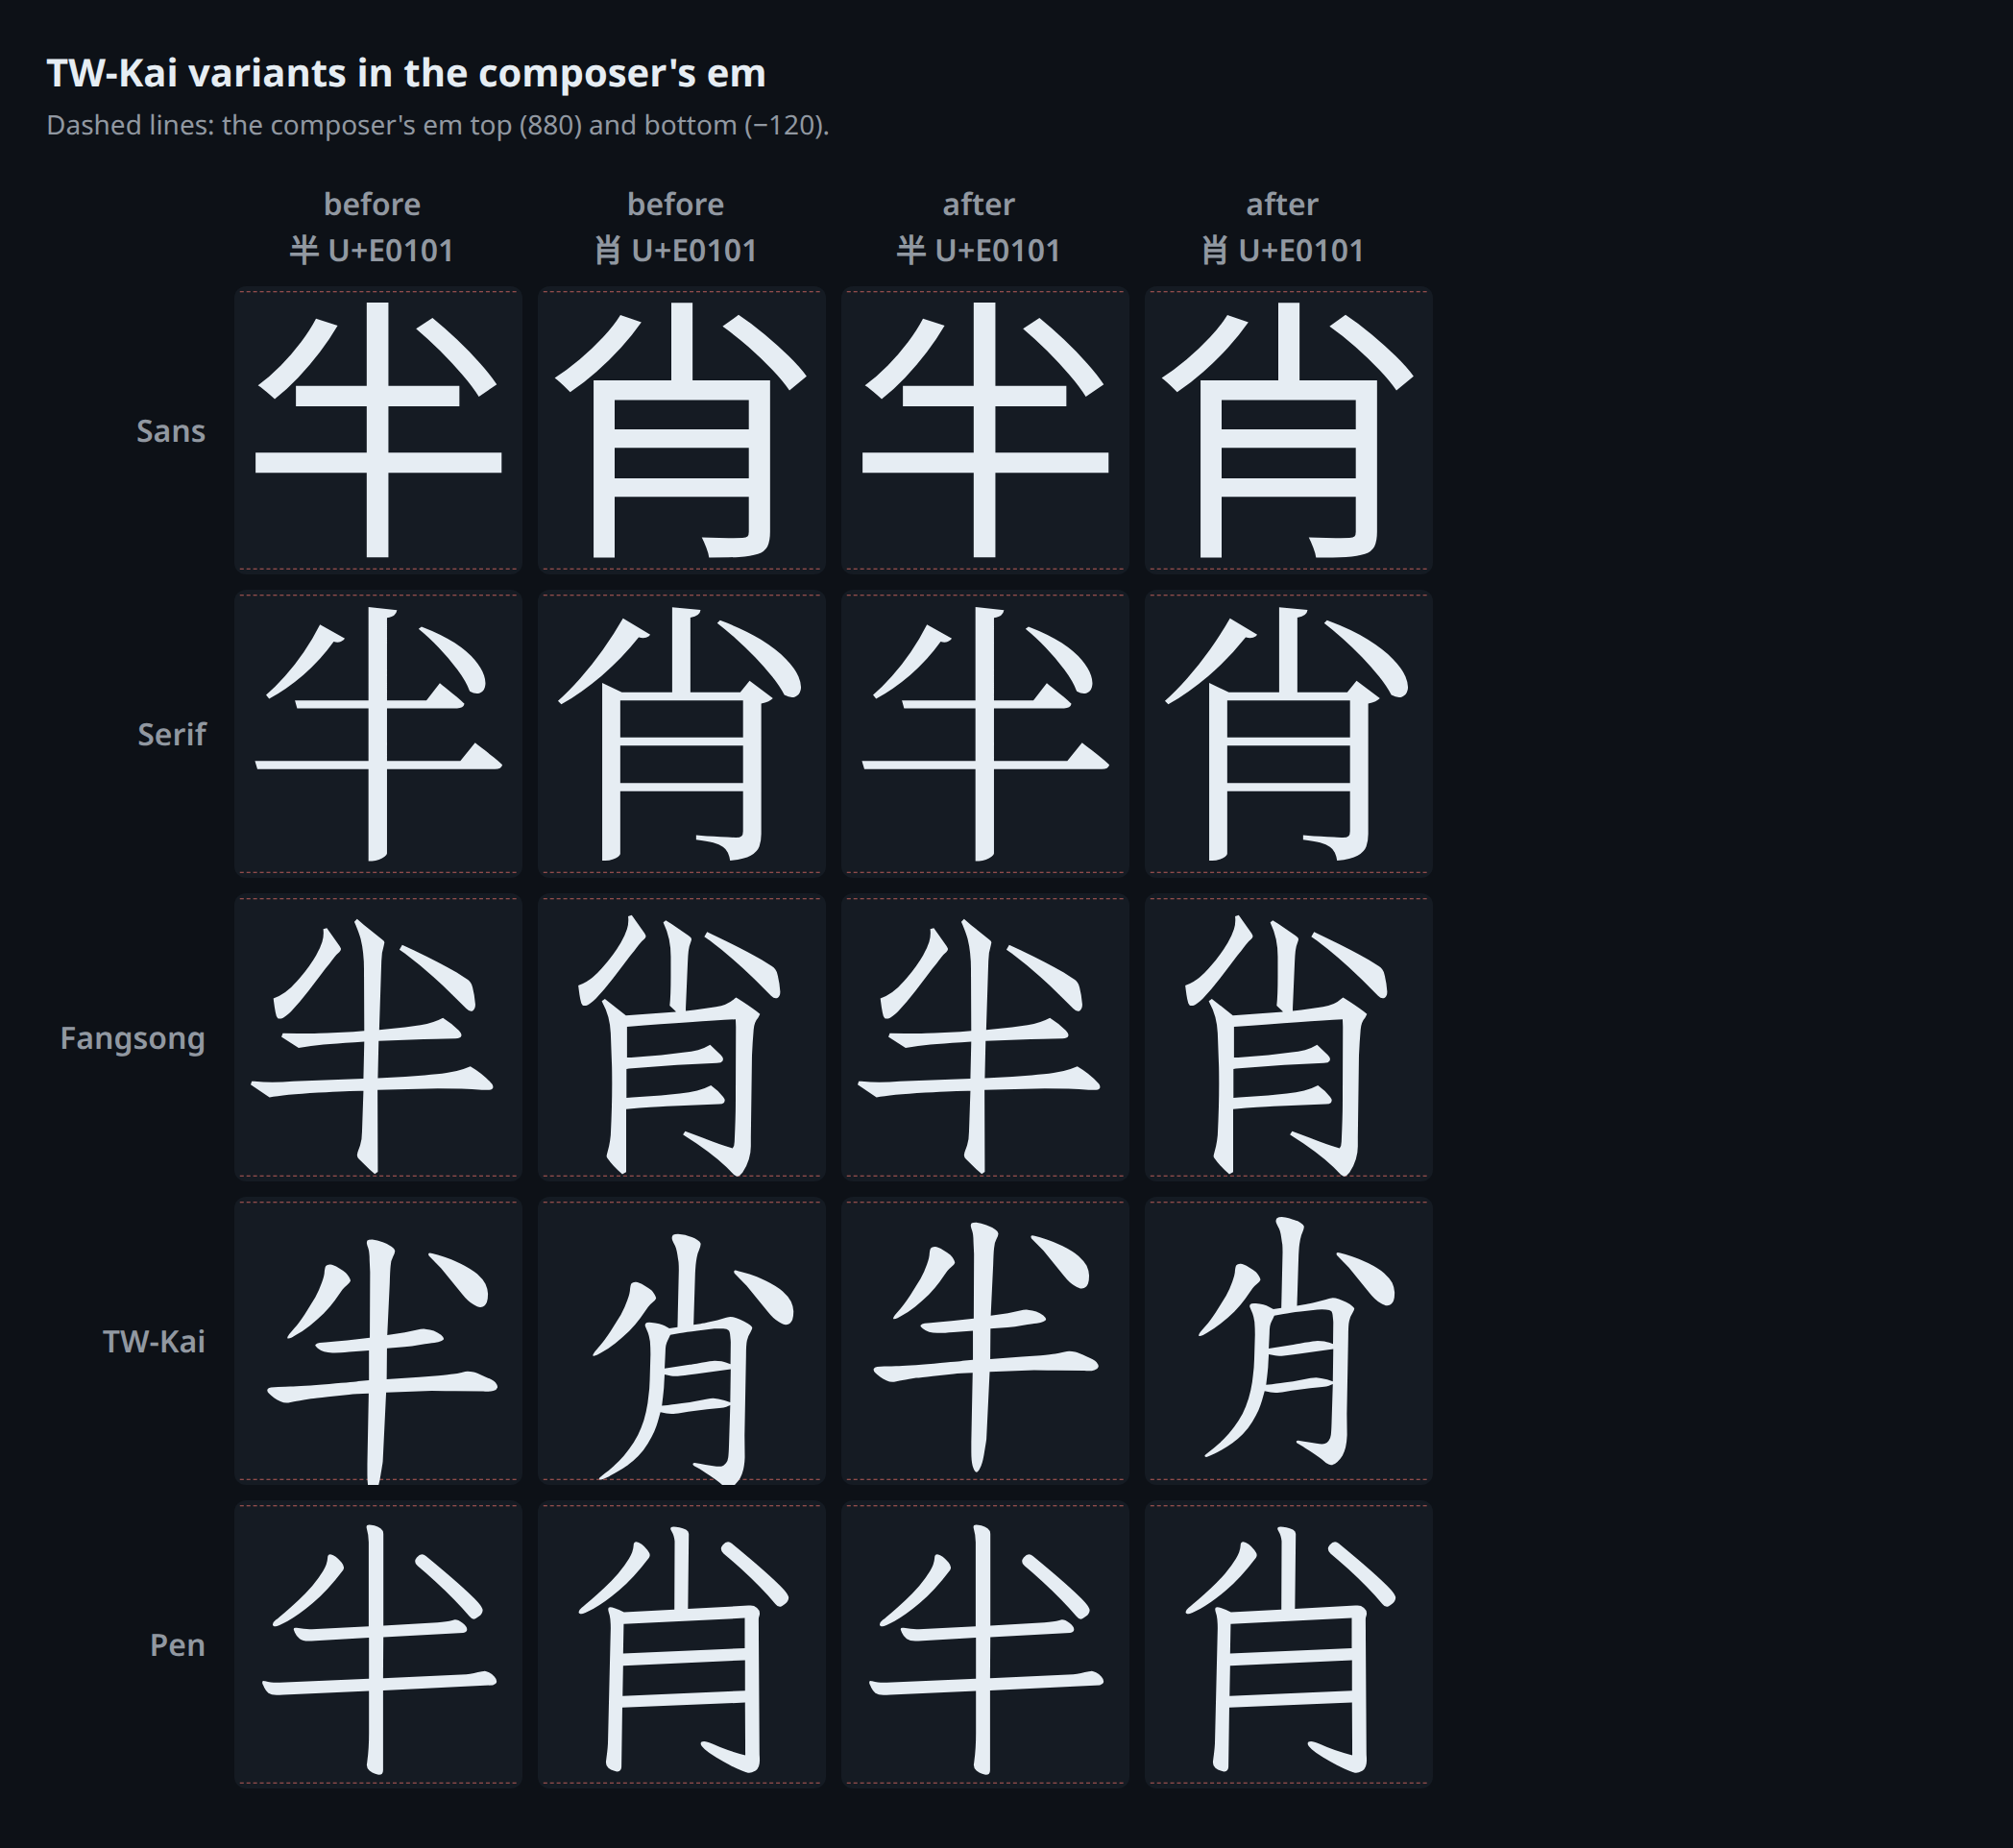 TW-Kai variants in the composer's em
Dashed lines: the composer's em top (880) and bottom (−120).
before before after after
半 U+E0101 肖 U+E0101 半 U+E0101 肖 U+E0101
Sans 半 肖 半 肖
Serif 半 肖 半 肖
Fangsong 半 肖 半 肖
TW-Kai 半 肖 半 肖
Pen 半 肖 半 肖